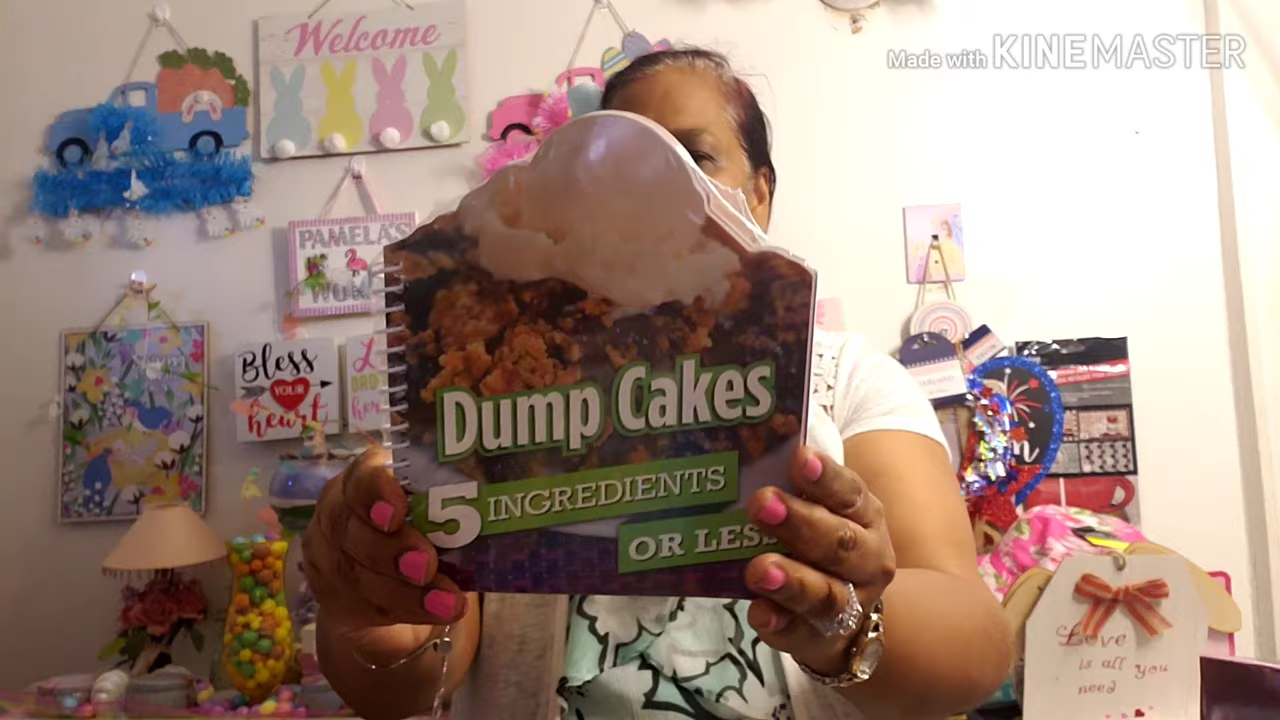 Welcome
Made with KINEMASTER
PAMELA'S
Bless
YOUR
heart
Dump Cakes
5 INGREDIENTS
OR LESS
Love
is all you
need